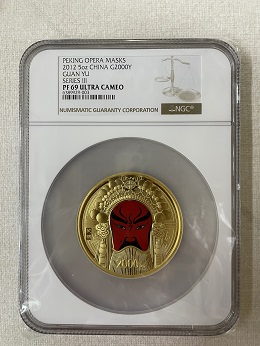 PEKING OPERA MASKS
2012 5oz CHINA G2000Y
GUAN YU
SERIES III
PF 69 ULTRA CAMEO
NUMISMATIC GUARANTY CORPORATION
NGC